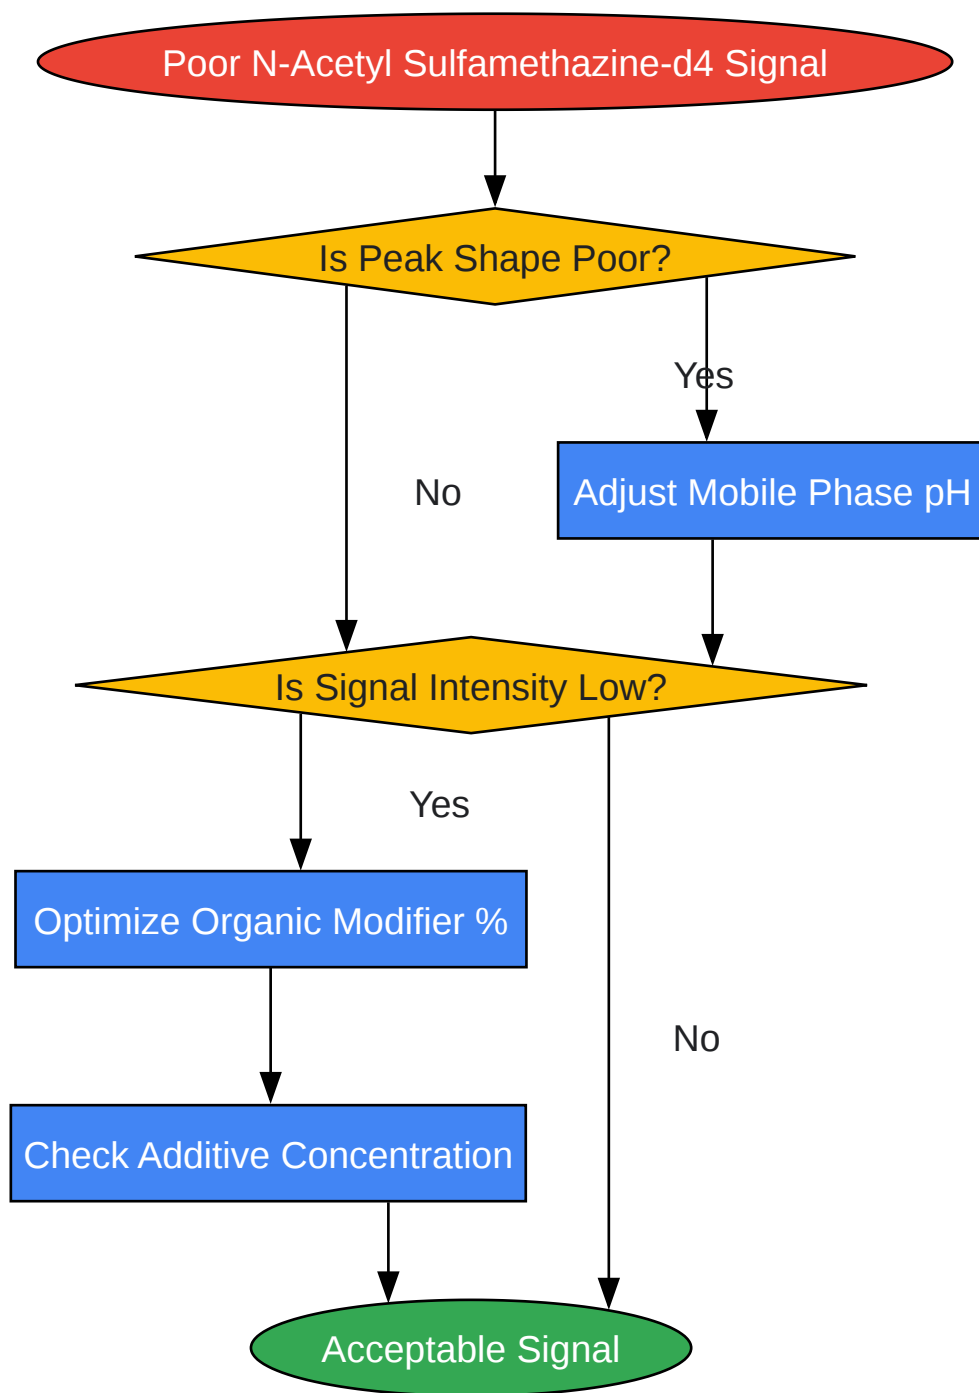 Poor N-Acetyl Sulfamethazine-d4 Signal
Is Peak Shape Poor?
Yes
No
Adjust Mobile Phase pH
Is Signal Intensity Low?
Yes
Optimize Organic Modifier %
No
Check Additive Concentration
Acceptable Signal